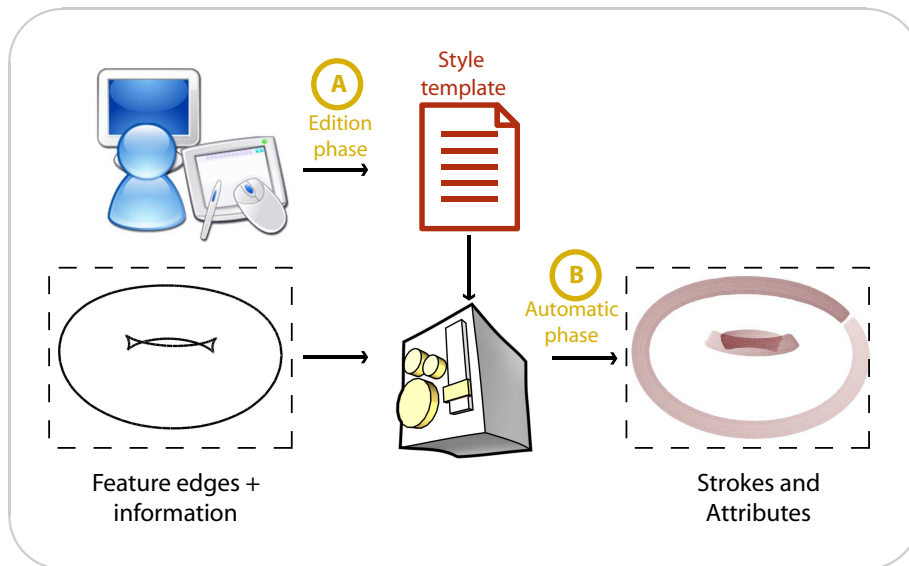 A
Edition
phase
Style
template
B
Automatic
phase
Feature edges +
information
Strokes and
Attributes